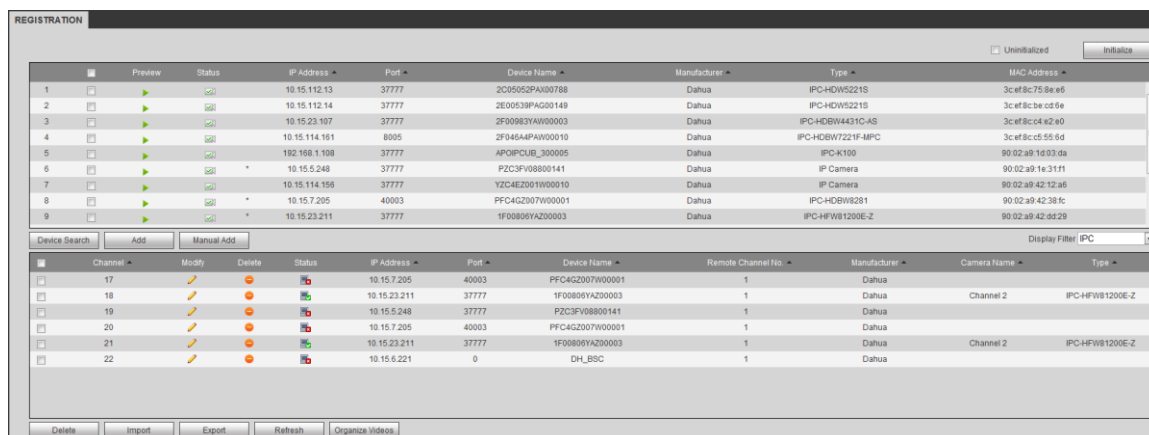 REGISTRATION
Uninitialized Initialize
Preview Status IP Address Port Device Name Manufacturer Type MAC Address
1 10.15.112.13 37777 2C05052PAX00788 Dahua IPC-HDW5221S 3c:ef:8c:75:8e:e6
2 10.15.112.14 37777 2E00539PAG00149 Dahua IPC-HDW5221S 3c:ef:8c:be:cd:6e
3 10.15.23.107 37777 2F00983YAW00003 Dahua IPC-HDBW4431C-AS 3c:ef:8c:c4:e2:e0
4 10.15.114.161 8005 2F046A4PAW00010 Dahua IPC-HDBW7221F-MPC 3c:ef:8c:c5:55:6d
5 192.168.1.108 37777 APOIPCUB_300005 Dahua IPC-K100 90:02:a9:1d:03:da
6 * 10.15.5.248 37777 PZC3FV08800141 Dahua IP Camera 90:02:a9:1e:31:f1
7 10.15.114.156 37777 YZC4EZ001W00010 Dahua IP Camera 90:02:a9:42:12:a6
8 * 10.15.7.205 40003 PFC4GZ007W00001 Dahua IPC-HDBW8281 90:02:a9:42:38:fc
9 * 10.15.23.211 37777 1F00806YAZ00003 Dahua IPC-HFW81200E-Z 90:02:a9:42:dd:29
Device Search Add Manual Add Display Filter IPC
Channel Modify Delete Status IP Address Port Device Name Remote Channel No. Manufacturer Camera Name Type
17 10.15.7.205 40003 PFC4GZ007W00001 1 Dahua
18 10.15.23.211 37777 1F00806YAZ00003 1 Dahua Channel 2 IPC-HFW81200E-Z
19 10.15.5.248 37777 PZC3FV08800141 1 Dahua
20 10.15.7.205 40003 PFC4GZ007W00001 1 Dahua
21 10.15.23.211 37777 1F00806YAZ00003 1 Dahua Channel 2 IPC-HFW81200E-Z
22 10.15.6.221 0 DH_BSC 1 Dahua
Delete Import Export Refresh Organize Videos